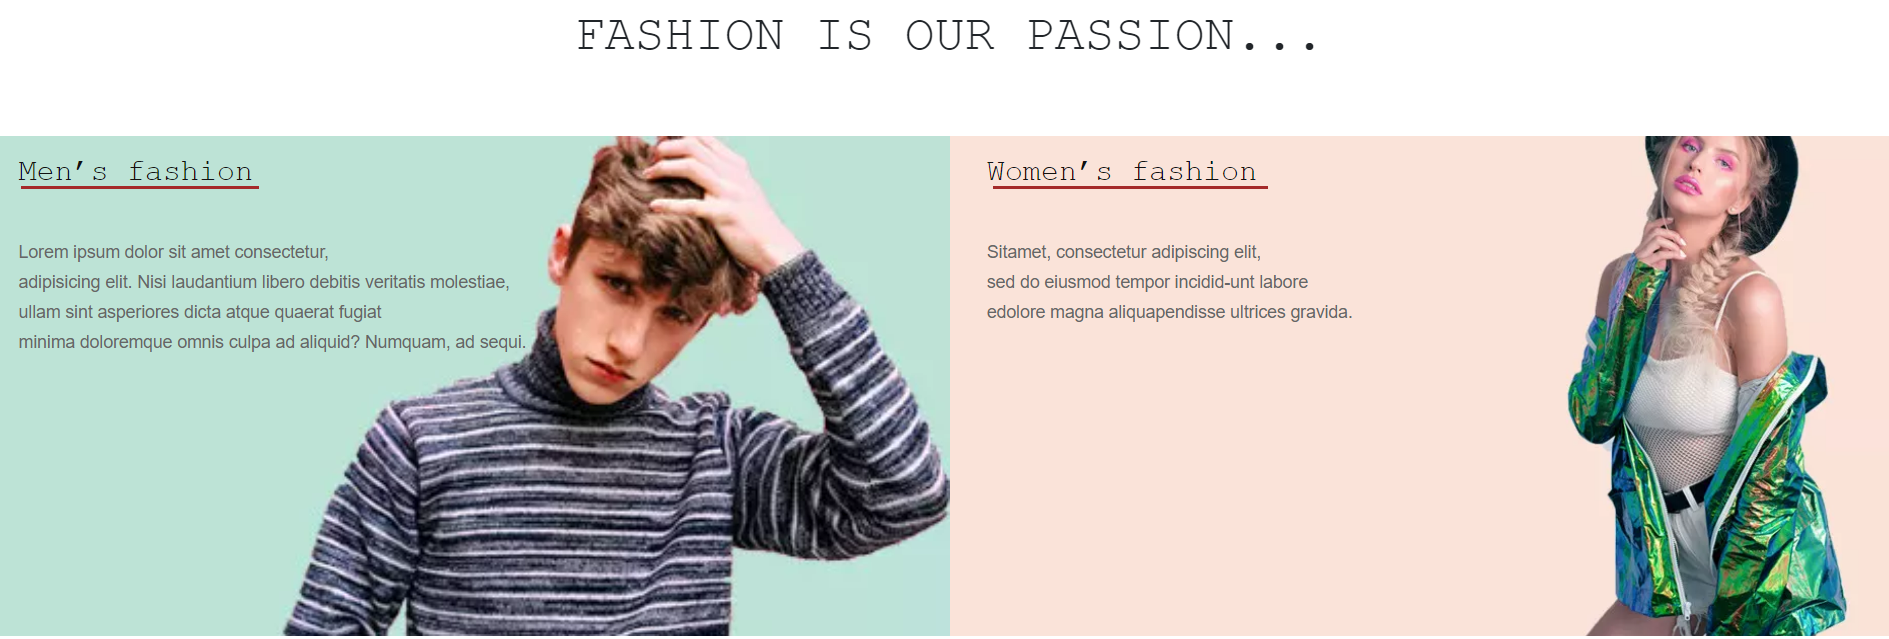 FASHION IS OUR PASSION...
Men’s fashion
Lorem ipsum dolor sit amet consectetur,
adipisicing elit. Nisi laudantium libero debitis veritatis molestiae,
ullam sint asperiores dicta atque quaerat fugiat
minima doloremque omnis culpa ad aliquid? Numquam, ad sequi.
Women’s fashion
Sitamet, consectetur adipiscing elit,
sed do eiusmod tempor incidid-unt labore
edolore magna aliquapendisse ultrices gravida.